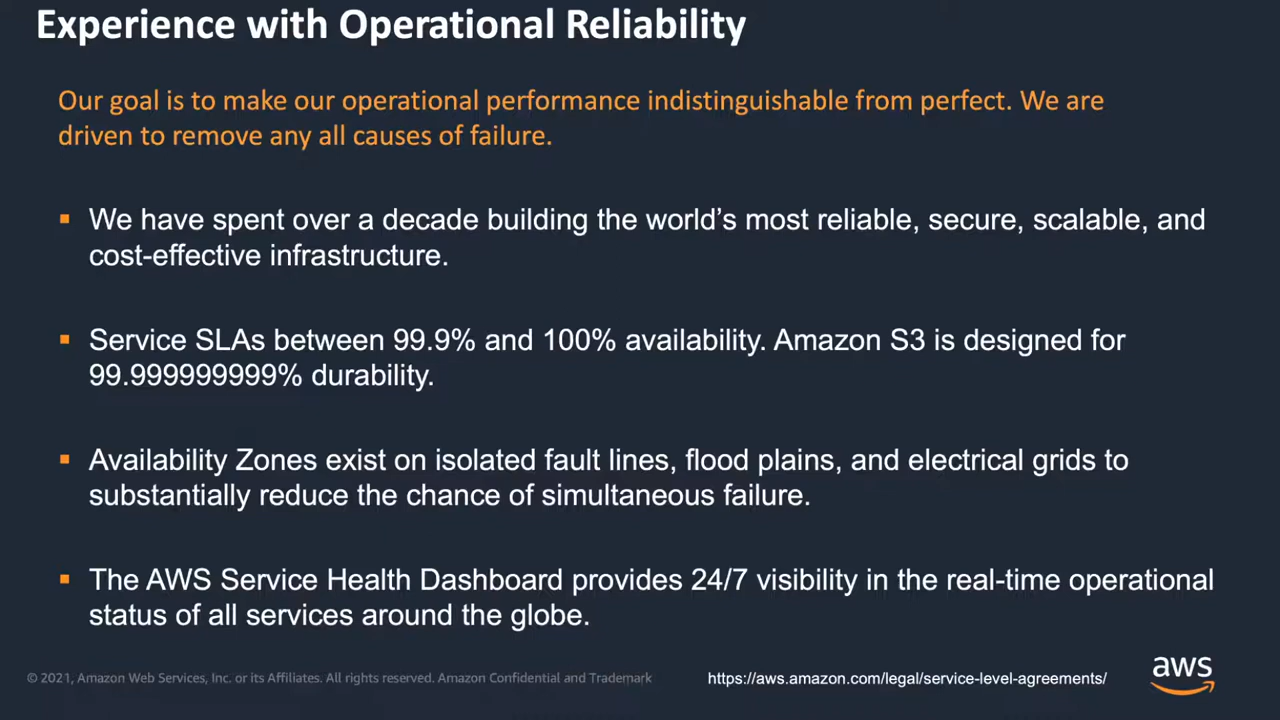 Experience with Operational Reliability
Our goal is to make our operational performance indistinguishable from perfect. We are
driven to remove any all causes of failure.
We have spent over a decade building the world’s most reliable, secure, scalable, and
cost-effective infrastructure.
Service SLAs between 99.9% and 100% availability. Amazon S3 is designed for
99.999999999% durability.
Availability Zones exist on isolated fault lines, flood plains, and electrical grids to
substantially reduce the chance of simultaneous failure.
The AWS Service Health Dashboard provides 24/7 visibility in the real-time operational
status of all services around the globe.
© 2021, Amazon Web Services, Inc. or its Affiliates. All rights reserved. Amazon Confidential and Trademark
https://aws.amazon.com/legal/service-level-agreements/
aws